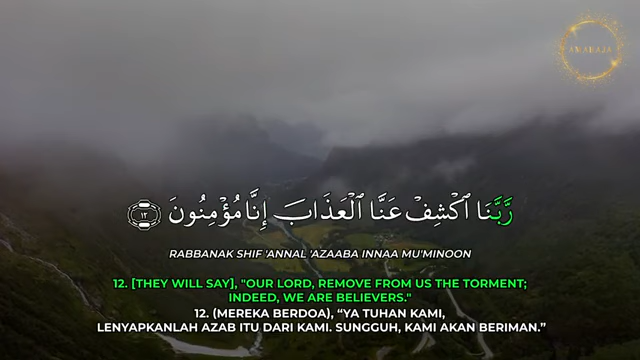 AMABAJA
رَّبَّنَا ٱكْشِفْ عَنَّا ٱلْعَذَابَ إِنَّا مُؤْمِنُونَ ١٢
RABBANAK SHIF 'ANNAL 'AZAABA INNAA MU'MINOON
12. [THEY WILL SAY], "OUR LORD, REMOVE FROM US THE TORMENT;
INDEED, WE ARE BELIEVERS."
12. (MEREKA BERDOA), “YA TUHAN KAMI,
LENYAPKANLAH AZAB ITU DARI KAMI. SUNGGUH, KAMI AKAN BERIMAN.”